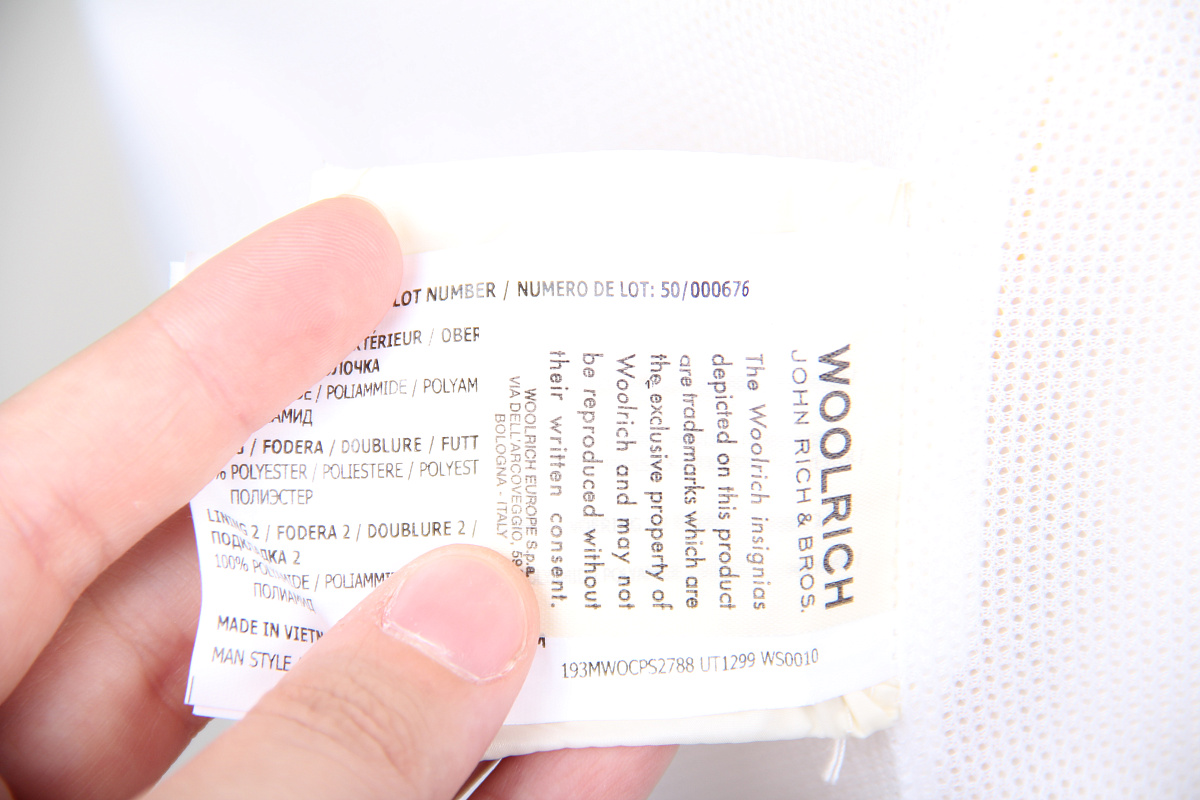 LOT NUMBER / NUMERO DE LOT: 50/000676
/ OBER
ЛОЧКА
/ POLIAMMIDE / POLYAM
АМИД
/ FODERA / DOUBLURE / FUTT
% POLYESTER / POLIESTERE / POLYEST
ПОЛИЭСТЕР
LINING 2 / FODERA 2 / DOUBLURE 2 /
ПОДКЛАДКА 2
100% POLYAMIDE / POLIAMMI
ПОЛИАМИД
MADE IN VIETN
MAN STYLE
WOOLRICH
JOHN RICH & BROS.
The Woolrich insignias
depicted on this product
are trademarks which are
the exclusive property of
Woolrich and may not
be reproduced without
their written consent.
WOOLRICH EUROPE S.p.a.
VIA DELL'ARCOVEGGIO, 59
BOLOGNA - ITALY
193MWOCPS2788 UT1299 WS0010